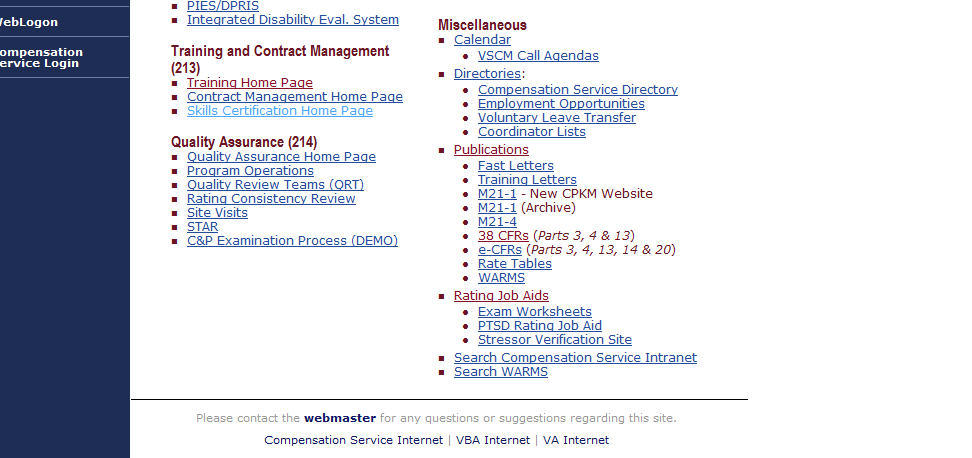 WebLogon
Compensation
Service Login
PIES/DPRIS
Integrated Disability Eval. System
Training and Contract Management
(213)
Training Home Page
Contract Management Home Page
Skills Certification Home Page
Quality Assurance (214)
Quality Assurance Home Page
Program Operations
Quality Review Teams (QRT)
Rating Consistency Review
Site Visits
STAR
C&P Examination Process (DEMO)
Miscellaneous
Calendar
VSCM Call Agendas
Directories:
Compensation Service Directory
Employment Opportunities
Voluntary Leave Transfer
Coordinator Lists
Publications
Fast Letters
Training Letters
M21-1 - New CPKM Website
M21-1 (Archive)
M21-4
38 CFRs (Parts 3, 4 & 13)
e-CFRs (Parts 3, 4, 13, 14 & 20)
Rate Tables
WARMS
Rating Job Aids
Exam Worksheets
PTSD Rating Job Aid
Stressor Verification Site
Search Compensation Service Intranet
Search WARMS
Please contact the webmaster for any questions or suggestions regarding this site.
Compensation Service Internet | VBA Internet | VA Internet